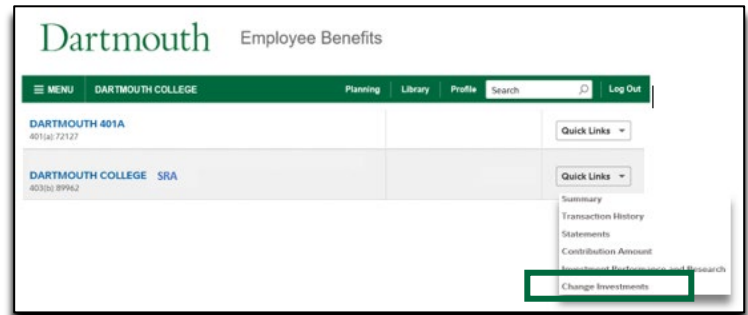 Dartmouth Employee Benefits
☰ MENU DARTMOUTH COLLEGE Planning Library Profile Search Log Out
DARTMOUTH 401A Quick Links
401(a) 72127
DARTMOUTH COLLEGE SRA Quick Links
403(b) 89962
Summary
Transaction History
Statements
Contribution Amount
Investment Performance and Research
Change Investments